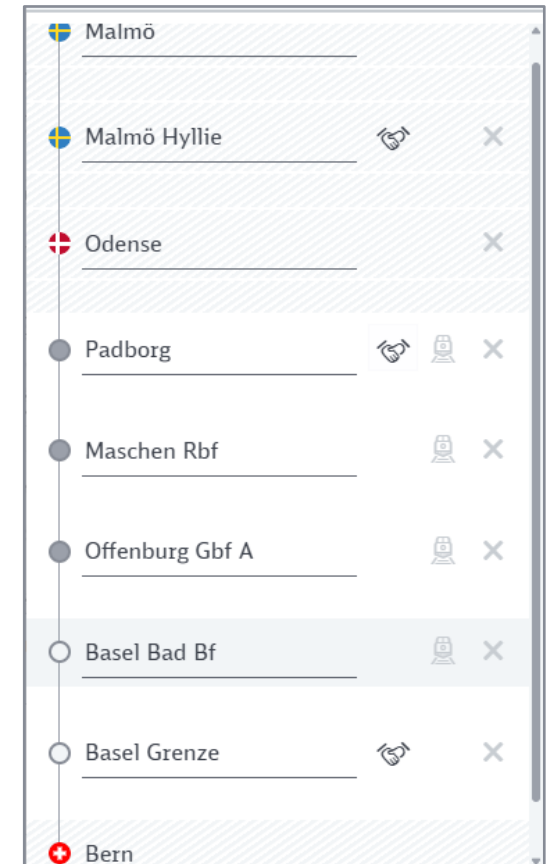 Malmö
Malmö Hyllie
Odense
Padborg
Maschen Rbf
Offenburg Gbf A
Basel Bad Bf
Basel Grenze
Bern